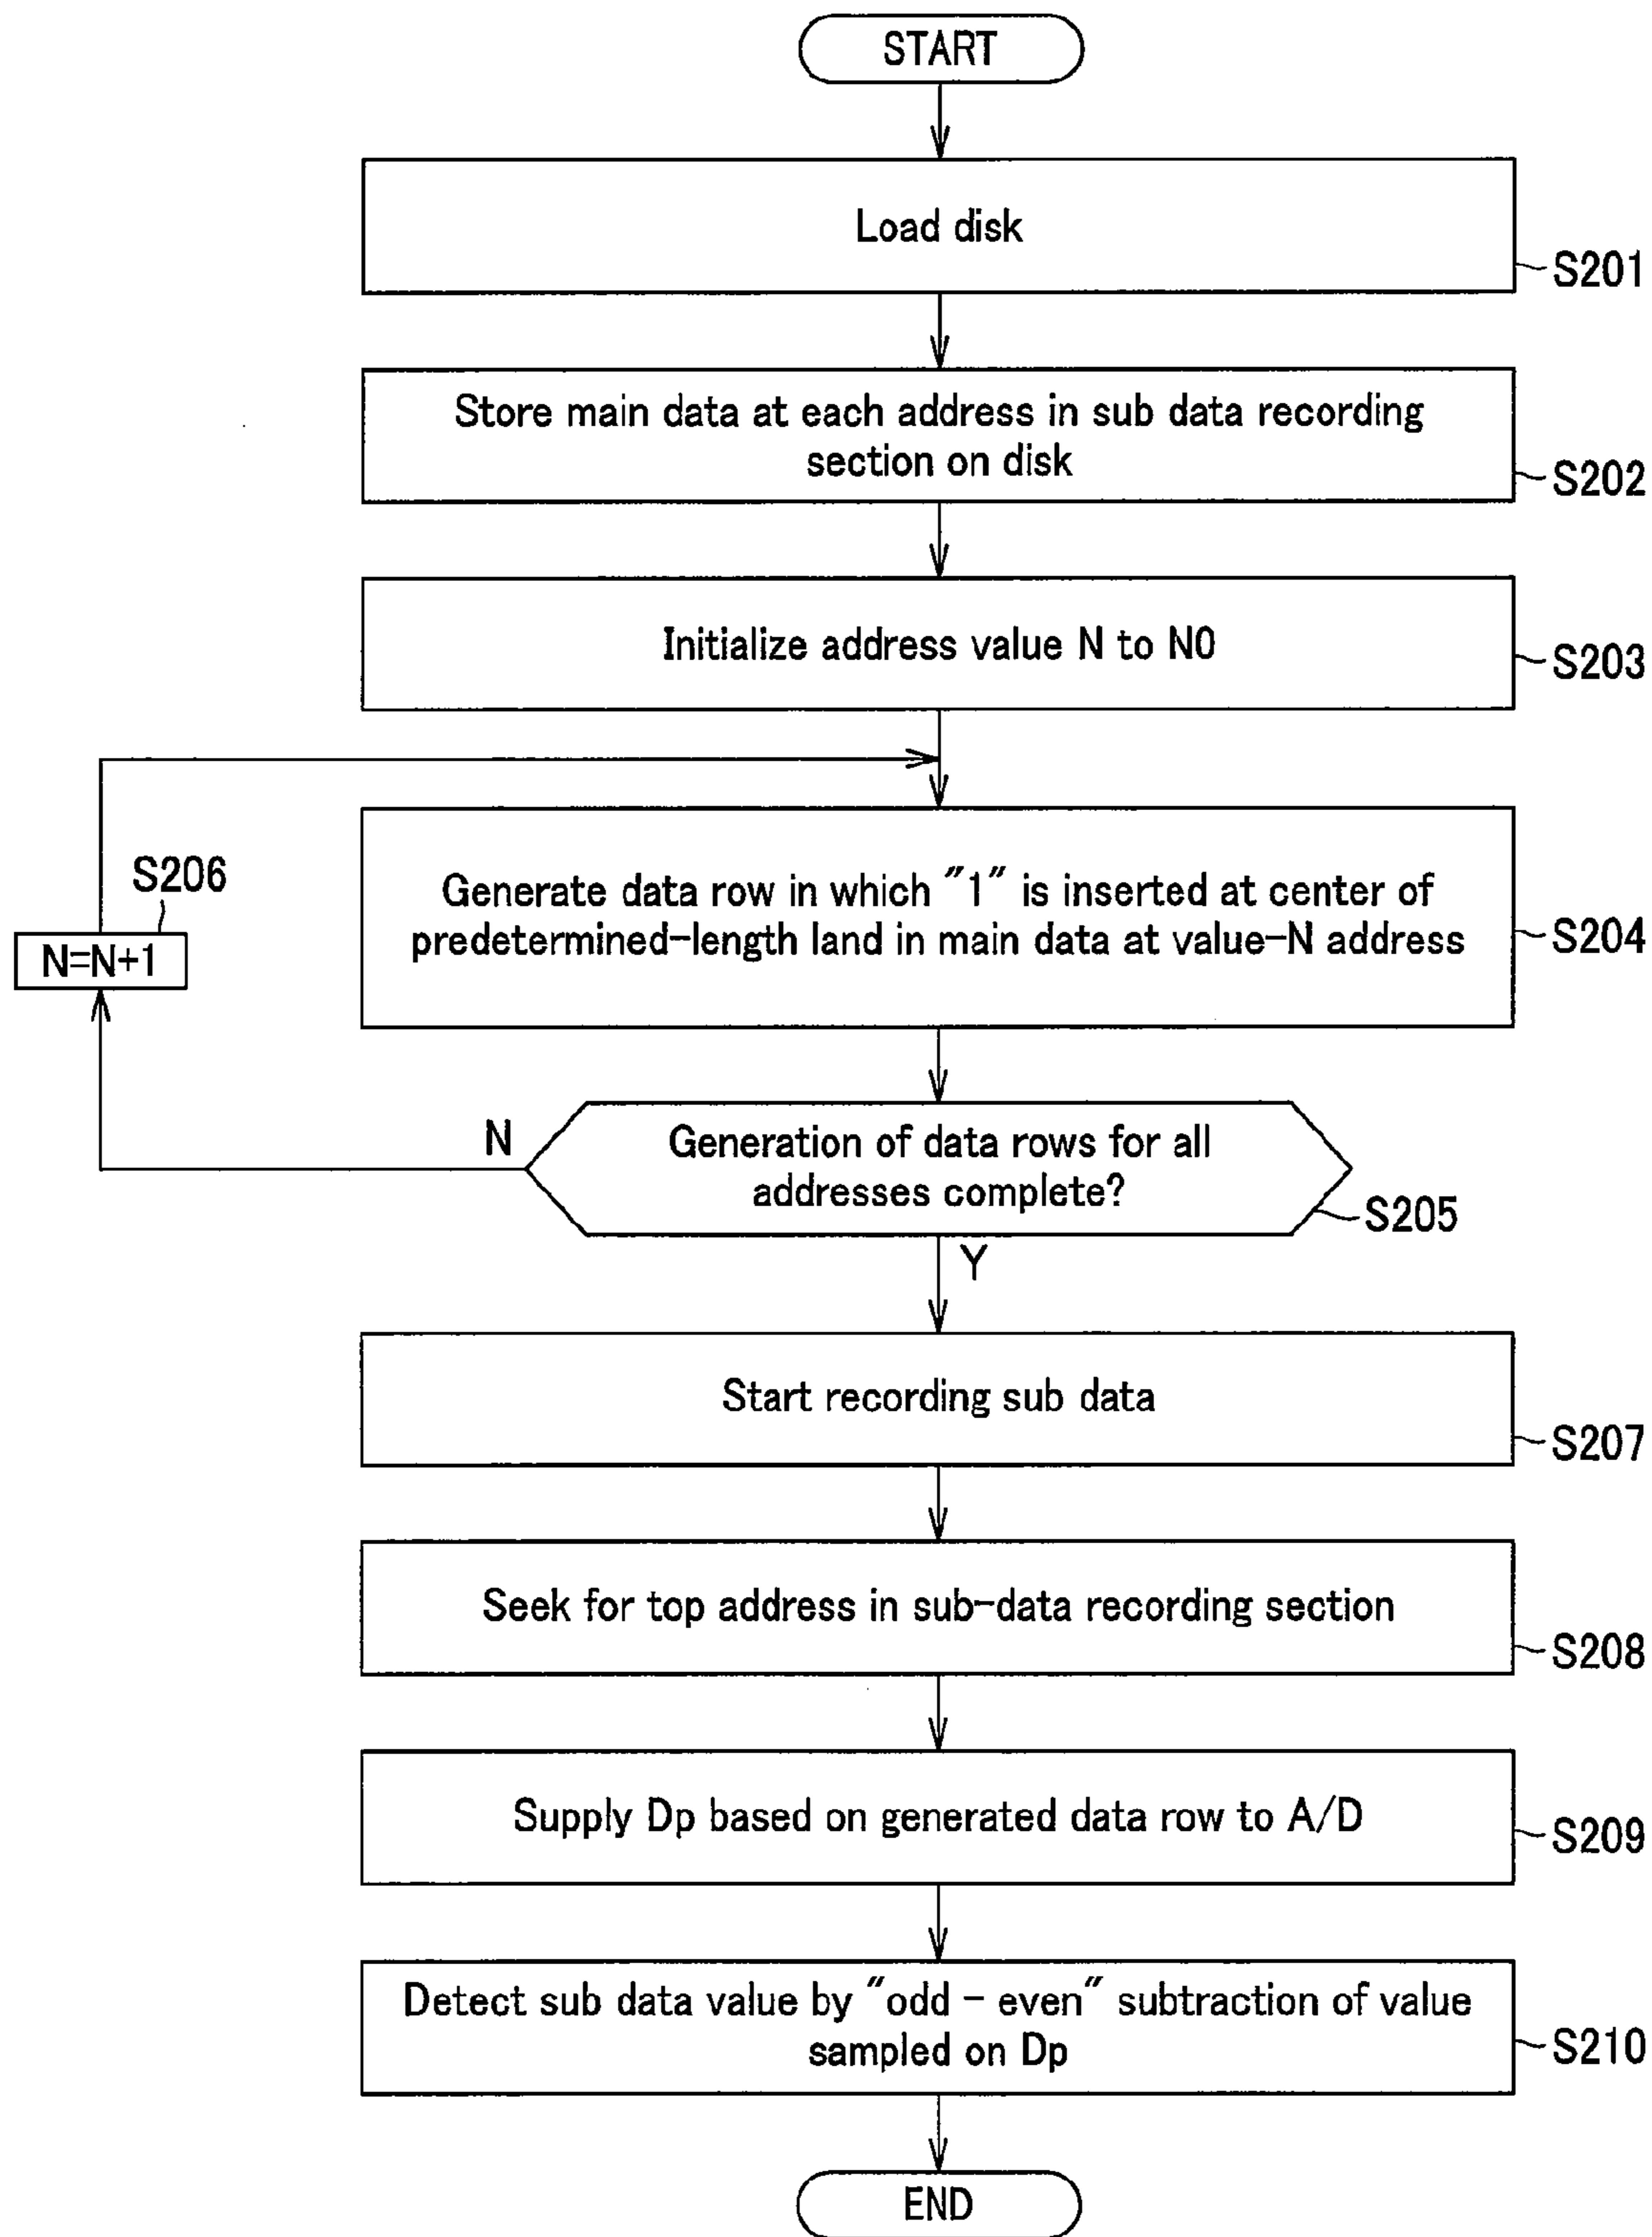 START
Load disk
S201
Store main data at each address in sub data recording
section on disk
S202
Initialize address value N to N0
S203
S206
N=N+1
Generate data row in which "1" is inserted at center of
predetermined-length land in main data at value-N address
S204
N
Generation of data rows for all
addresses complete?
S205
Y
Start recording sub data
S207
Seek for top address in sub-data recording section
S208
Supply Dp based on generated data row to A/D
S209
Detect sub data value by "odd - even" subtraction of value
sampled on Dp
S210
END